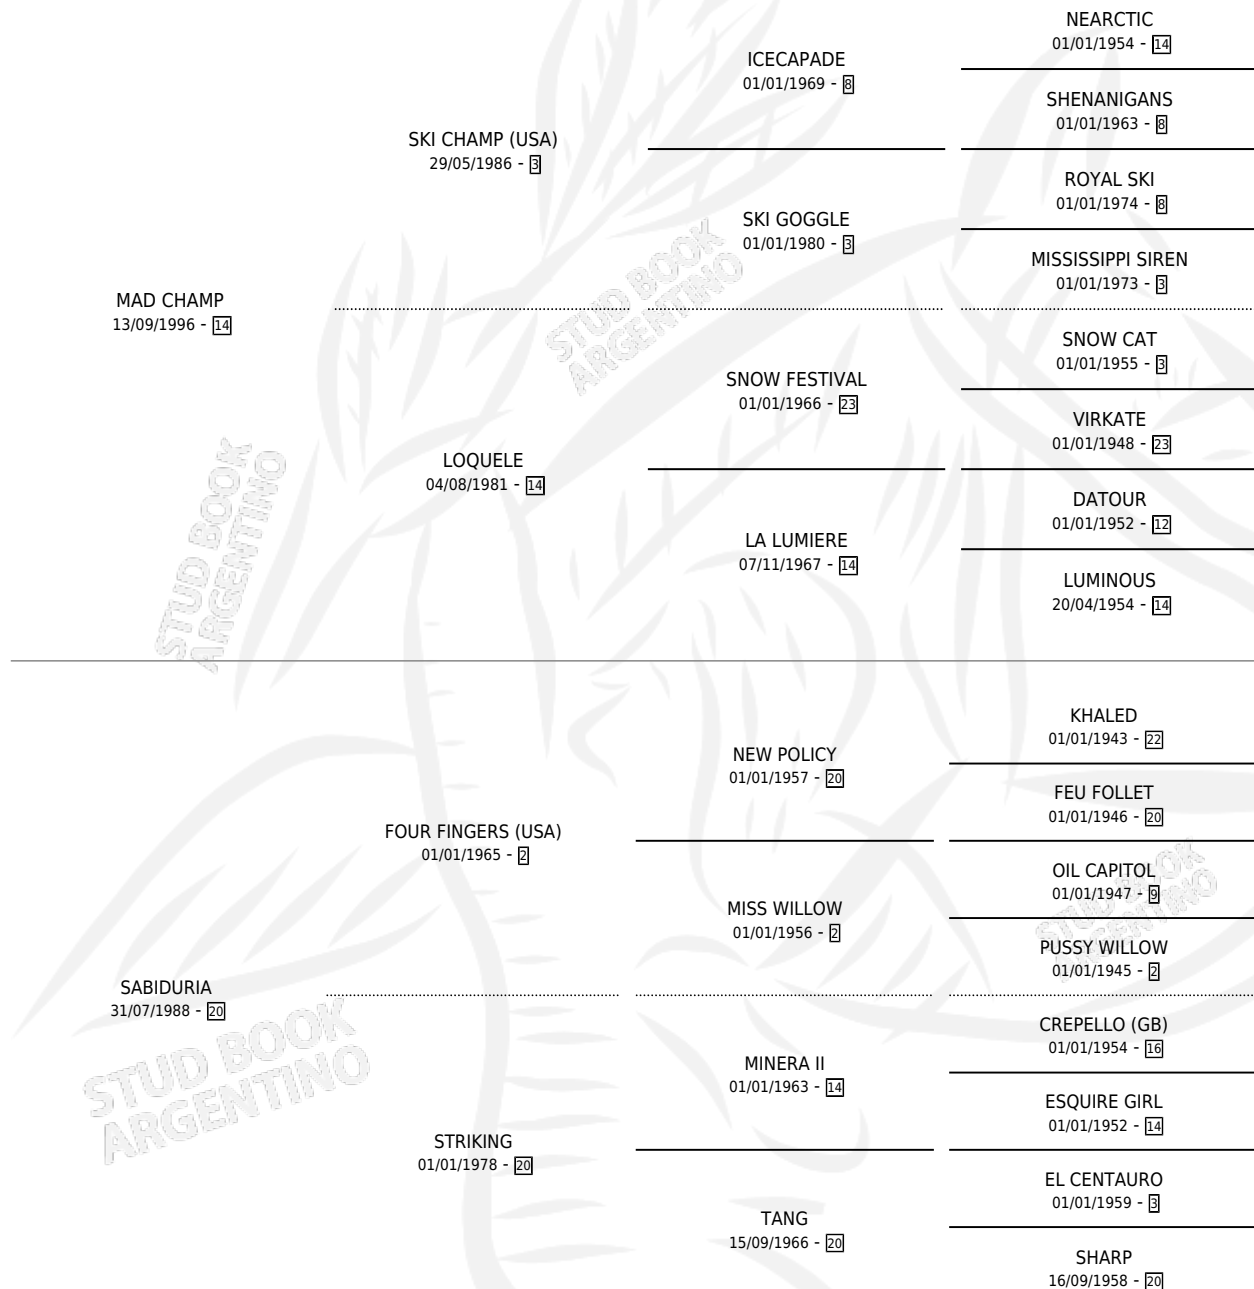 NEARCTIC
01/01/1954 - 14
ICECAPADE
01/01/1969 - 8
SHENANIGANS
01/01/1963 - 8
SKI CHAMP (USA)
29/05/1986 - 3
ROYAL SKI
01/01/1974 - 8
SKI GOGGLE
01/01/1980 - 3
MISSISSIPPI SIREN
01/01/1973 - 3
MAD CHAMP
13/09/1996 - 14
STUD BOOK
ARGENTINO
SNOW CAT
01/01/1955 - 3
SNOW FESTIVAL
01/01/1966 - 23
VIRKATE
01/01/1948 - 23
LOQUELE
04/08/1981 - 14
DATOUR
01/01/1952 - 12
LA LUMIERE
07/11/1967 - 14
LUMINOUS
20/04/1954 - 14
STUD BOOK
ARGENTINO
KHALED
01/01/1943 - 22
NEW POLICY
01/01/1957 - 20
FEU FOLLET
01/01/1946 - 20
FOUR FINGERS (USA)
01/01/1965 - 2
OIL CAPITOL
01/01/1947 - 9
MISS WILLOW
01/01/1956 - 2
PUSSY WILLOW
01/01/1945 - 2
STUD BOOK
ARGENTINO
SABIDURIA
31/07/1988 - 20
STUD BOOK
ARGENTINO
CREPELLO (GB)
01/01/1954 - 16
MINERA II
01/01/1963 - 14
ESQUIRE GIRL
01/01/1952 - 14
STRIKING
01/01/1978 - 20
EL CENTAURO
01/01/1959 - 3
TANG
15/09/1966 - 20
SHARP
16/09/1958 - 20